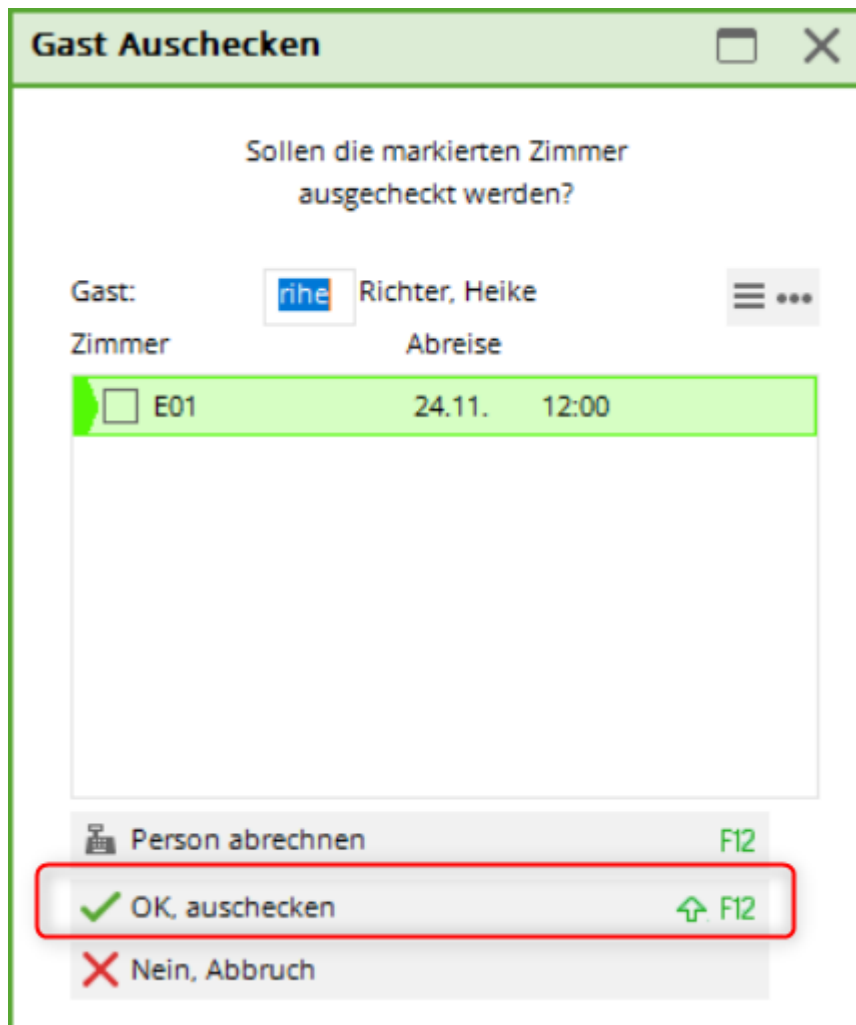 Gast Auschecken
Sollen die markierten Zimmer
ausgecheckt werden?
Gast: rihe Richter, Heike
Zimmer Abreise
E01 24.11. 12:00
Person abrechnen F12
OK, auschecken F12
Nein, Abbruch